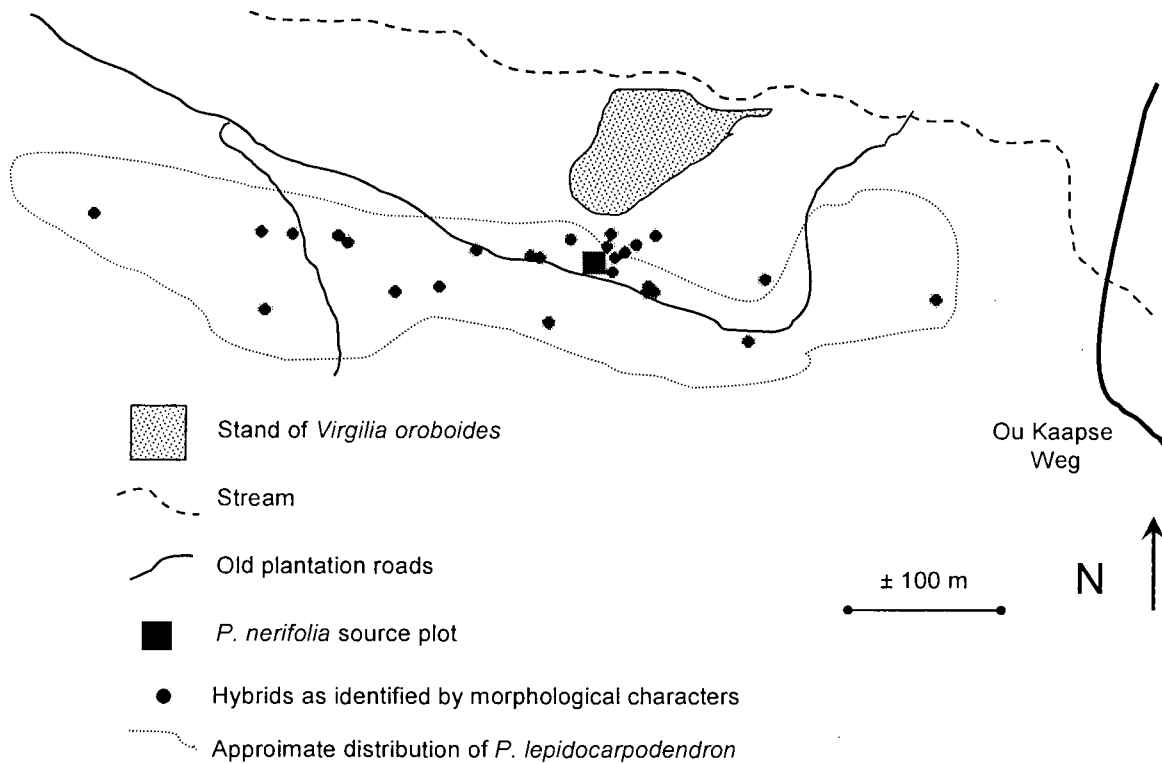 Stand of Virgilia oroboides
Ou Kaapse
Weg
Stream
Old plantation roads
± 100 m
N
P. nerifolia source plot
Hybrids as identified by morphological characters
Approimate distribution of P. lepidocarpodendron